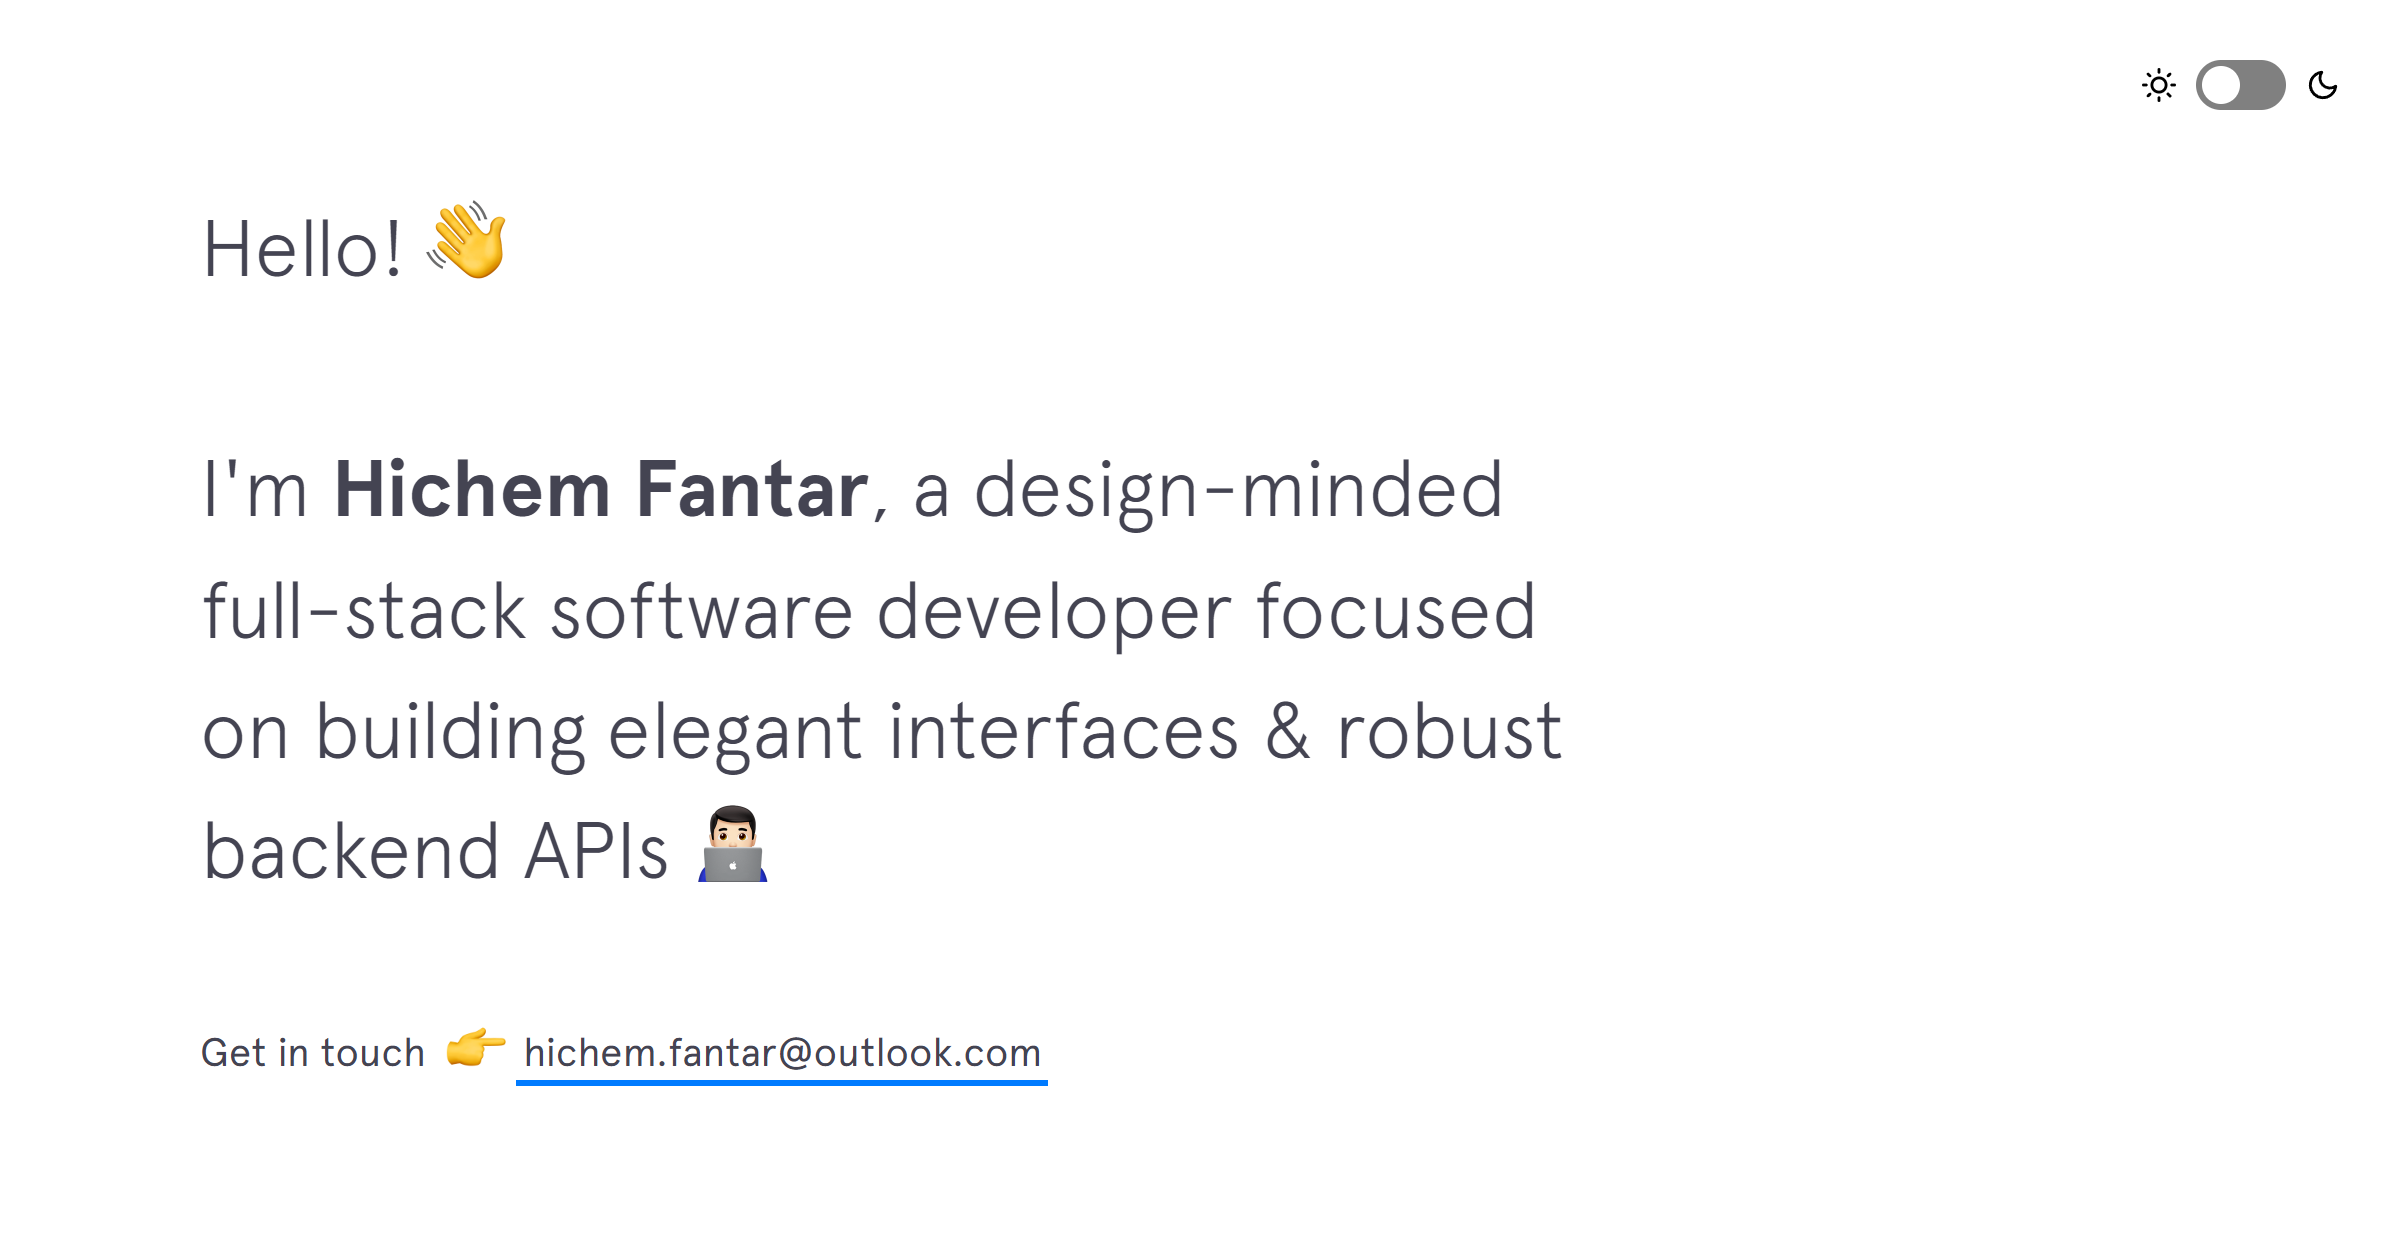 Hello! 👋
I'm Hichem Fantar, a design-minded
full-stack software developer focused
on building elegant interfaces & robust
backend APIs 👨🏻‍💻
Get in touch 👉 hichem.fantar@outlook.com